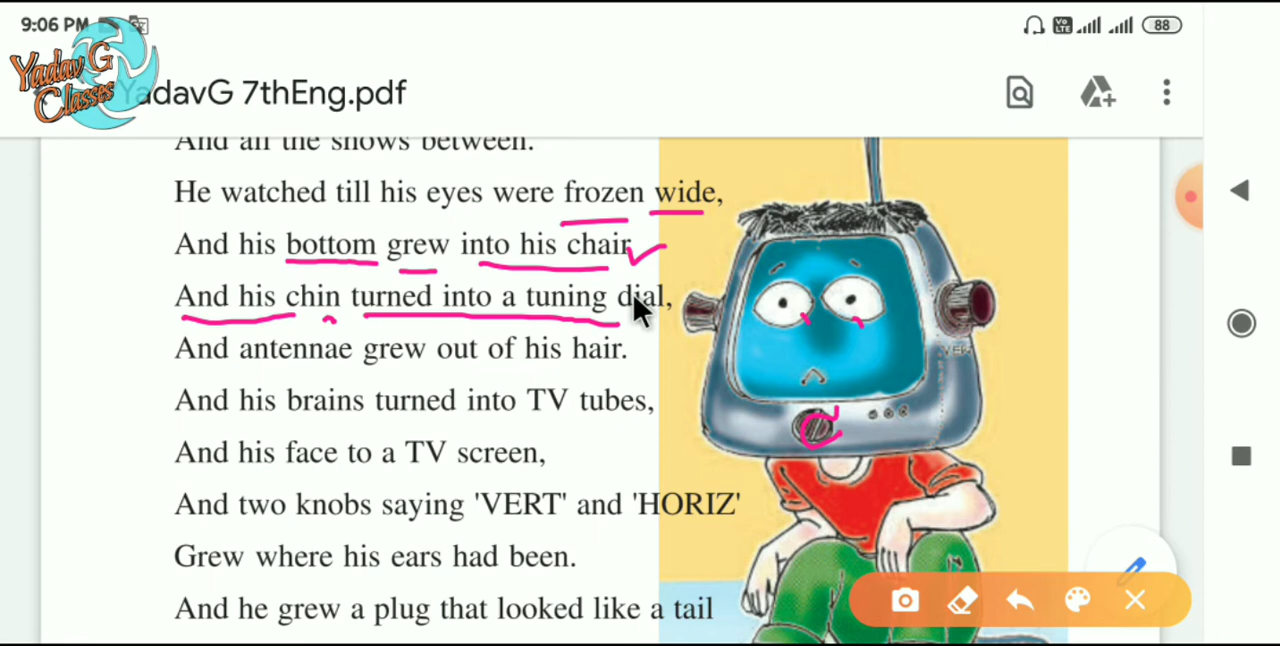 9:06 PM
Vo LTE 88
Yadav G
Classes
YadavG 7thEng.pdf
And all the shows between.
He watched till his eyes were frozen wide,
And his bottom grew into his chair
And his chin turned into a tuning dial,
And antennae grew out of his hair.
And his brains turned into TV tubes,
And his face to a TV screen,
And two knobs saying 'VERT' and 'HORIZ'
Grew where his ears had been.
And he grew a plug that looked like a tail
VERT